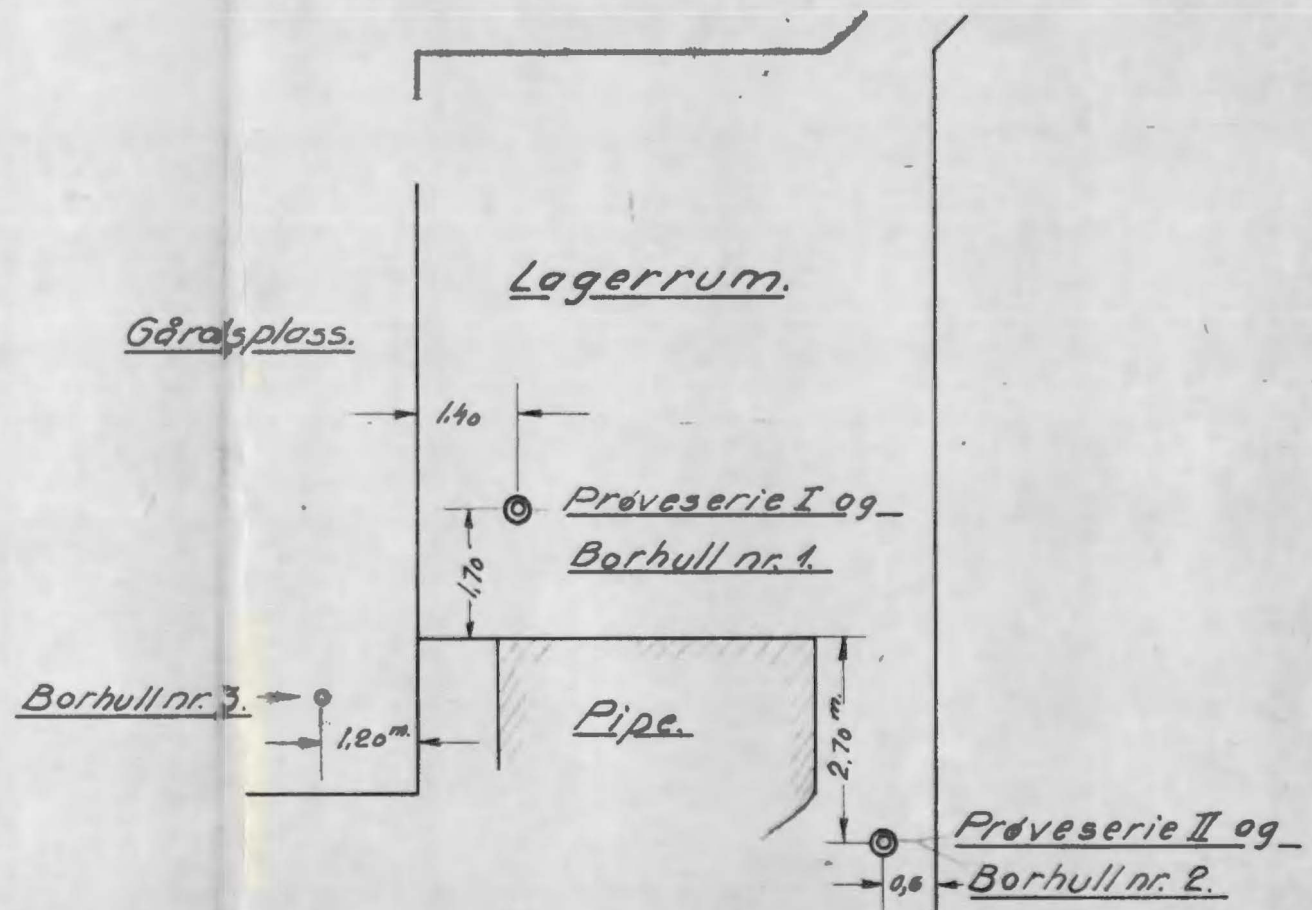 Lagerrum.
Gårdsplass.
1.40
Prøveserie I og
Borhull nr. 1.
1.70
Borhull nr. 3.
1.20 m.
Pipe.
2.70 m.
Prøveserie II og
Borhull nr. 2.
0,6